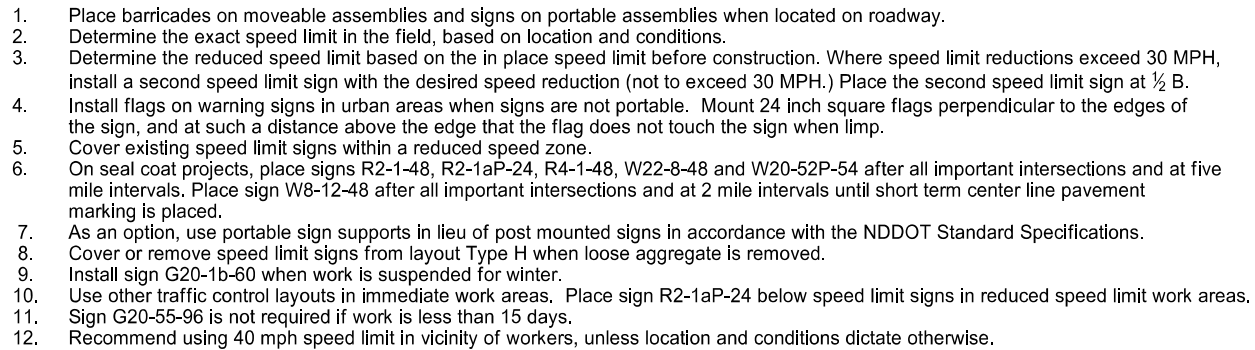 1. Place barricades on moveable assemblies and signs on portable assemblies when located on roadway.
2. Determine the exact speed limit in the field, based on location and conditions.
3. Determine the reduced speed limit based on the in place speed limit before construction. Where speed limit reductions exceed 30 MPH,
install a second speed limit sign with the desired speed reduction (not to exceed 30 MPH.) Place the second speed limit sign at ½ B.
4. Install flags on warning signs in urban areas when signs are not portable. Mount 24 inch square flags perpendicular to the edges of
the sign, and at such a distance above the edge that the flag does not touch the sign when limp.
5. Cover existing speed limit signs within a reduced speed zone.
6. On seal coat projects, place signs R2-1-48, R2-1aP-24, R4-1-48, W22-8-48 and W20-52P-54 after all important intersections and at five
mile intervals. Place sign W8-12-48 after all important intersections and at 2 mile intervals until short term center line pavement
marking is placed.
7. As an option, use portable sign supports in lieu of post mounted signs in accordance with the NDDOT Standard Specifications.
8. Cover or remove speed limit signs from layout Type H when loose aggregate is removed.
9. Install sign G20-1b-60 when work is suspended for winter.
10. Use other traffic control layouts in immediate work areas. Place sign R2-1aP-24 below speed limit signs in reduced speed limit work areas.
11. Sign G20-55-96 is not required if work is less than 15 days.
12. Recommend using 40 mph speed limit in vicinity of workers, unless location and conditions dictate otherwise.